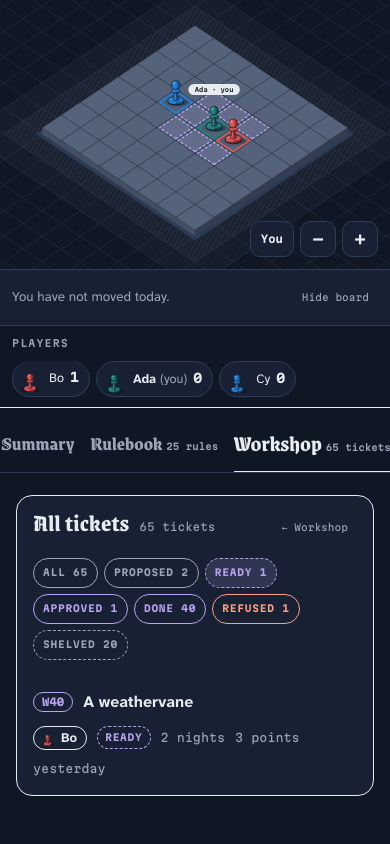 Ada · you
You
−
+
You have not moved today.
Hide board
PLAYERS
Bo 1
Ada (you) 0
Cy 0
Summary
Rulebook 25 rules
Workshop 65 tickets
All tickets 65 tickets
← Workshop
ALL 65
PROPOSED 2
READY 1
APPROVED 1
DONE 40
REFUSED 1
SHELVED 20
W40 A weathervane
Bo READY 2 nights 3 points
yesterday